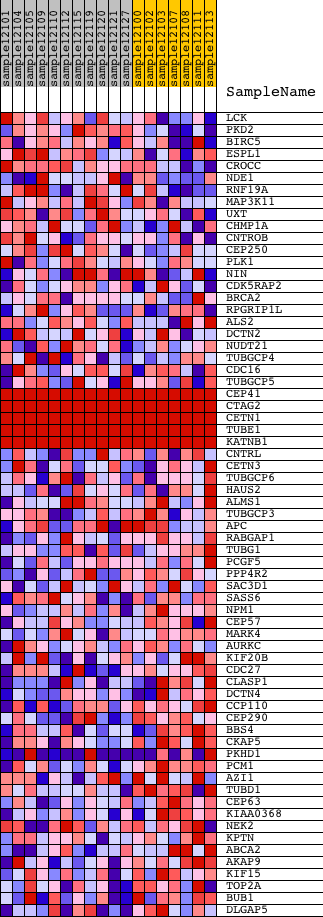 sample12101
sample12104
sample12105
sample12109
sample12110
sample12112
sample12115
sample12119
sample12120
sample12121
sample12127
sample12100
sample12102
sample12103
sample12107
sample12108
sample12111
sample12113
SampleName
LCK
PKD2
BIRC5
ESPL1
CROCC
NDE1
RNF19A
MAP3K11
UXT
CHMP1A
CNTROB
CEP250
PLK1
NIN
CDK5RAP2
BRCA2
RPGRIP1L
ALS2
DCTN2
NUDT21
TUBGCP4
CDC16
TUBGCP5
CEP41
CTAG2
CETN1
TUBE1
KATNB1
CNTRL
CETN3
TUBGCP6
HAUS2
ALMS1
TUBGCP3
APC
RABGAP1
TUBG1
PCGF5
PPP4R2
SAC3D1
SASS6
NPM1
CEP57
MARK4
AURKC
KIF20B
CDC27
CLASP1
DCTN4
CCP110
CEP290
BBS4
CKAP5
PKHD1
PCM1
AZI1
TUBD1
CEP63
KIAA0368
NEK2
KPTN
ABCA2
AKAP9
KIF15
TOP2A
BUB1
DLGAP5